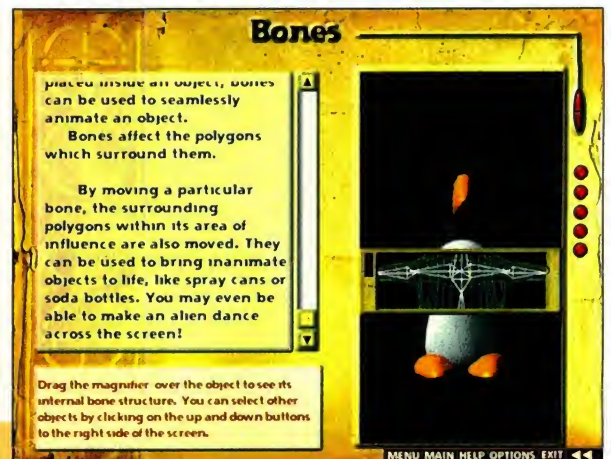 Bones
placed inside an object, bones
can be used to seamlessly
animate an object.
Bones affect the polygons
which surround them.
By moving a particular
bone, the surrounding
polygons within its area of
influence are also moved. They
can be used to bring inanimate
objects to life, like spray cans or
soda bottles. You may even be
able to make an alien dance
across the screen!
Drag the magnifier over the object to see its
internal bone structure. You can select other
objects by clicking on the up and down buttons
to the right side of the screen.
MENU MAIN HELP OPTIONS EXIT